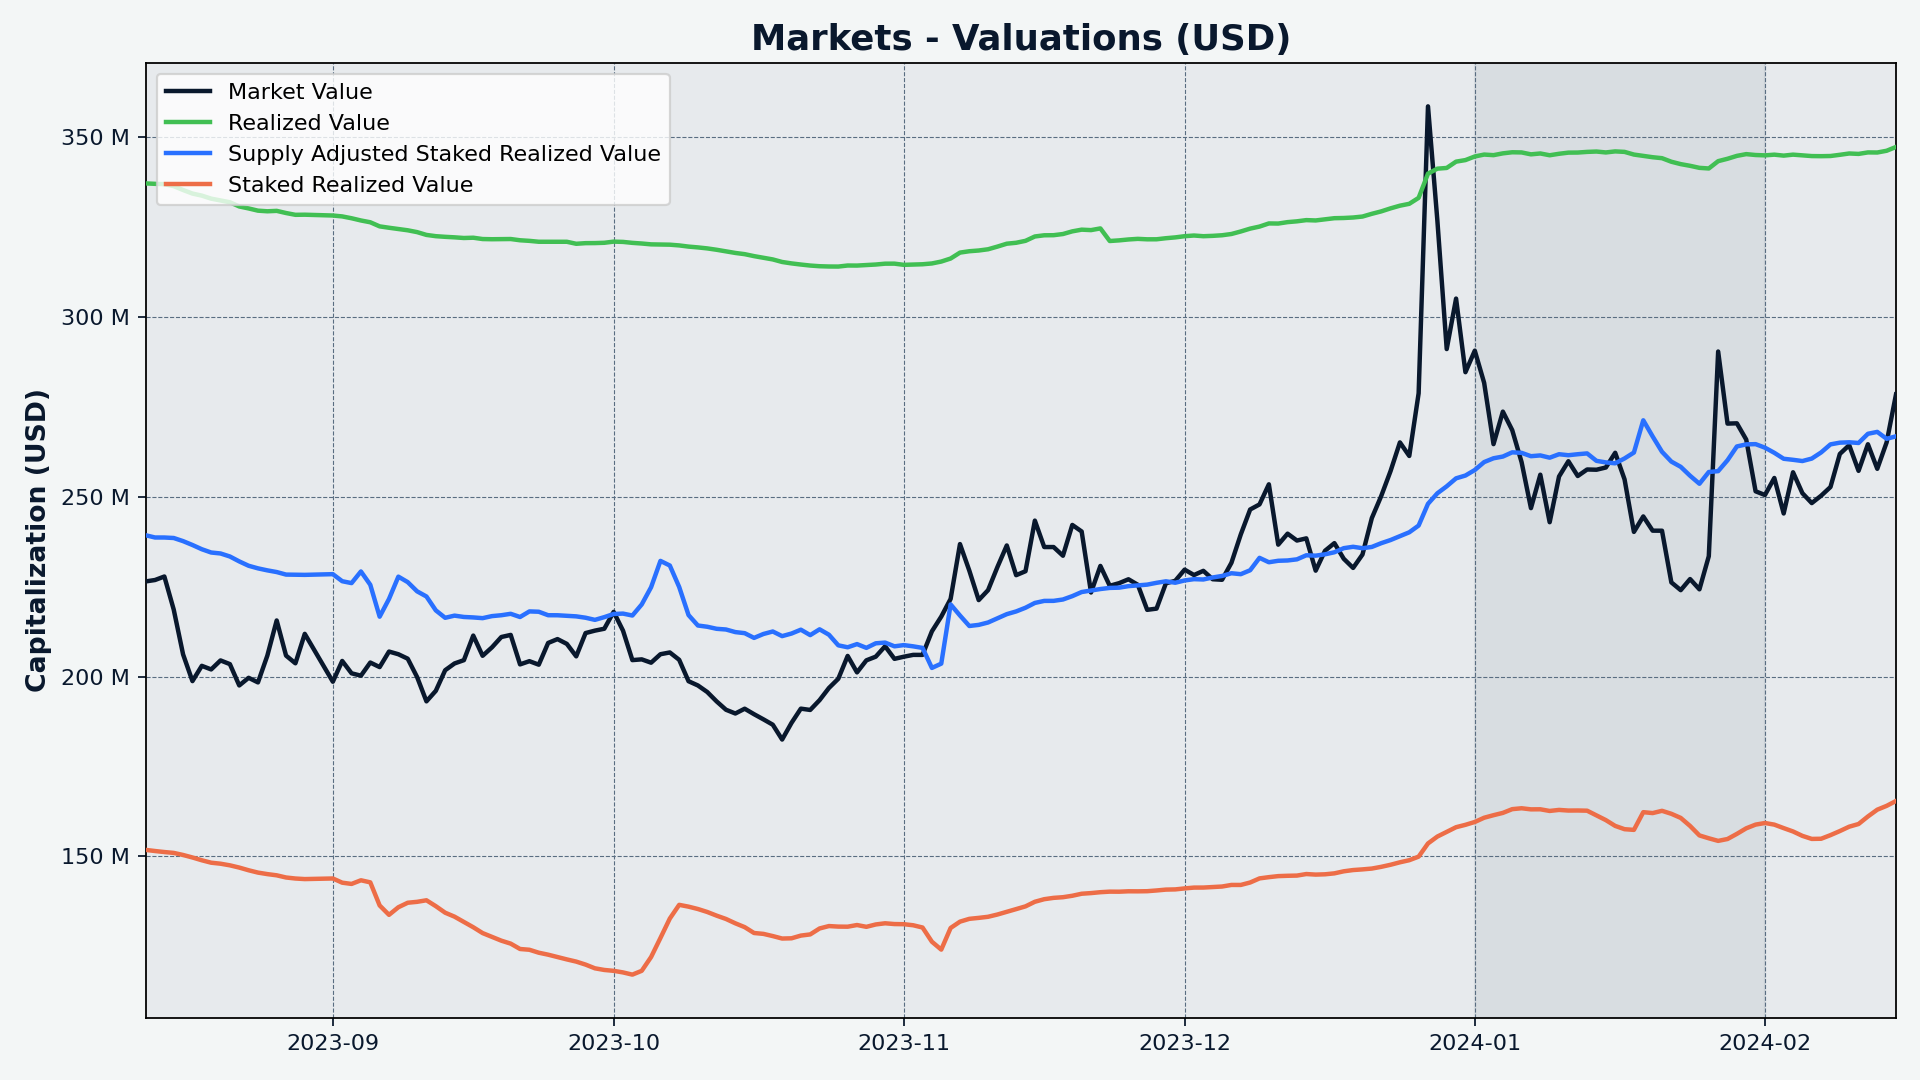 Markets - Valuations (USD)
Market Value
Realized Value
Supply Adjusted Staked Realized Value
Staked Realized Value
Capitalization (USD)
350 M
300 M
250 M
200 M
150 M
2023-09
2023-10
2023-11
2023-12
2024-01
2024-02